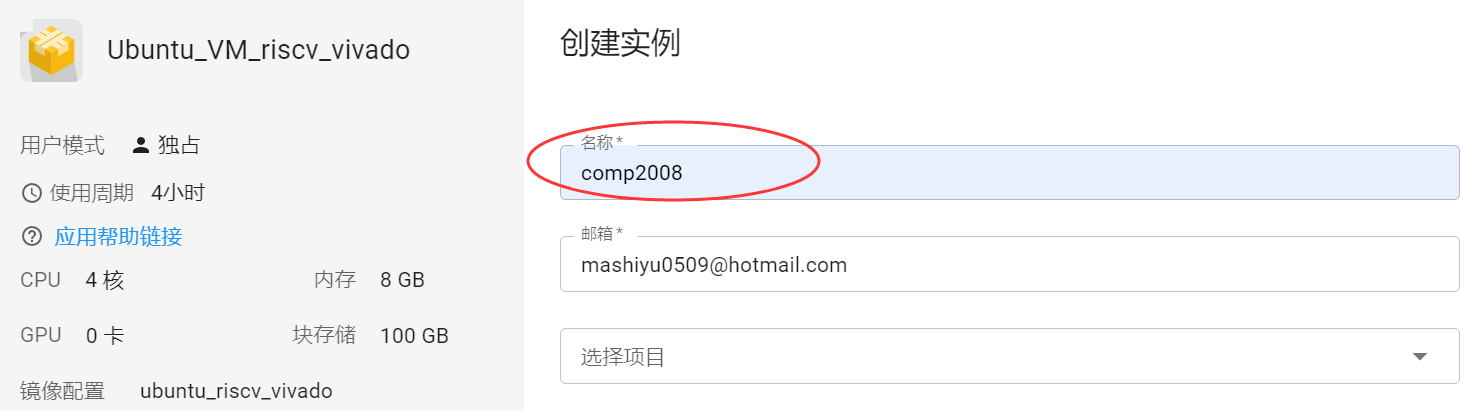 Ubuntu_VM_riscv_vivado
用户模式 独占
使用周期 4小时
应用帮助链接
CPU 4 核 内存 8 GB
GPU 0 卡 块存储 100 GB
镜像配置 ubuntu_riscv_vivado
创建实例
名称 *
comp2008
邮箱 *
mashiyu0509@hotmail.com
选择项目